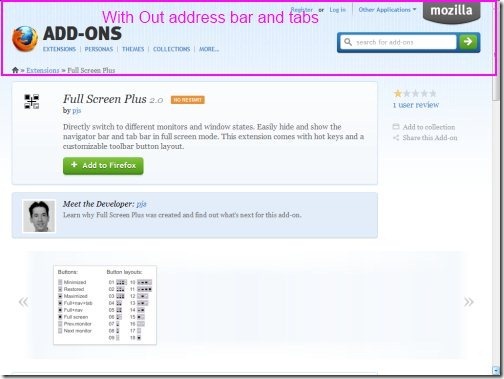 With Out address bar and tabs
Register or Log in Other Applications mozilla
ADD-ONS
EXTENSIONS | PERSONAS | THEMES | COLLECTIONS | MORE...
search for add-ons
» Extensions » Full Screen Plus
Full Screen Plus 2.0 NO RESTART
by pjs
Directly switch to different monitors and window states. Easily hide and show the
navigator bar and tab bar in full screen mode. This extension comes with hot keys and a
customizable toolbar button layout.
+ Add to Firefox
1 user review
Add to collection
Share this Add-on
Meet the Developer: pjs
Learn why Full Screen Plus was created and find out what's next for this add-on.
Buttons: Button layouts:
Minimized 01 10
Restored 02 11
Maximized 03 12
Full+nav+tab 04 13
Full+nav 05 14
Full screen 06 15
Prev.monitor 07 16
Next monitor 08 17
09 18
« »